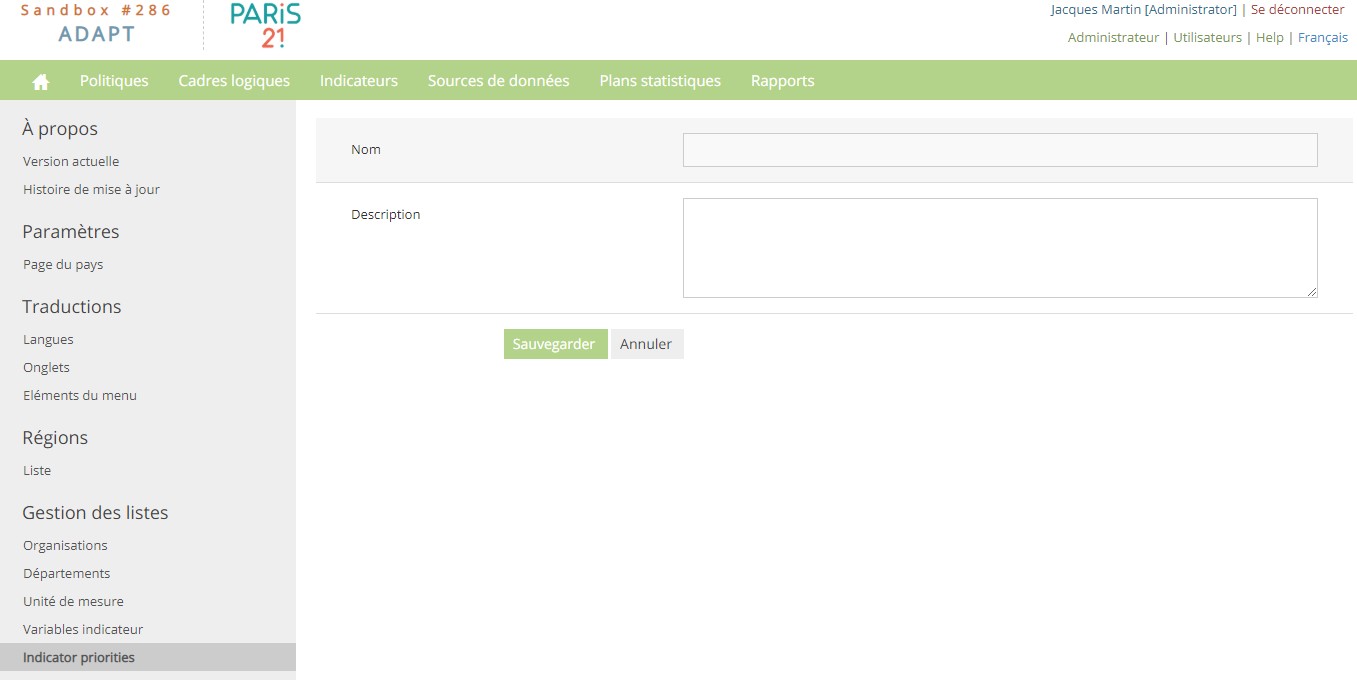 Sandbox #286
ADAPT
PARiS
21!
Jacques Martin [Administrator] | Se déconnecter
Administrateur | Utilisateurs | Help | Français
Politiques Cadres logiques Indicateurs Sources de données Plans statistiques Rapports
À propos
Version actuelle
Histoire de mise à jour
Paramètres
Page du pays
Traductions
Langues
Onglets
Eléments du menu
Régions
Liste
Gestion des listes
Organisations
Départements
Unité de mesure
Variables indicateur
Indicator priorities
Nom
Description
Sauvegarder Annuler